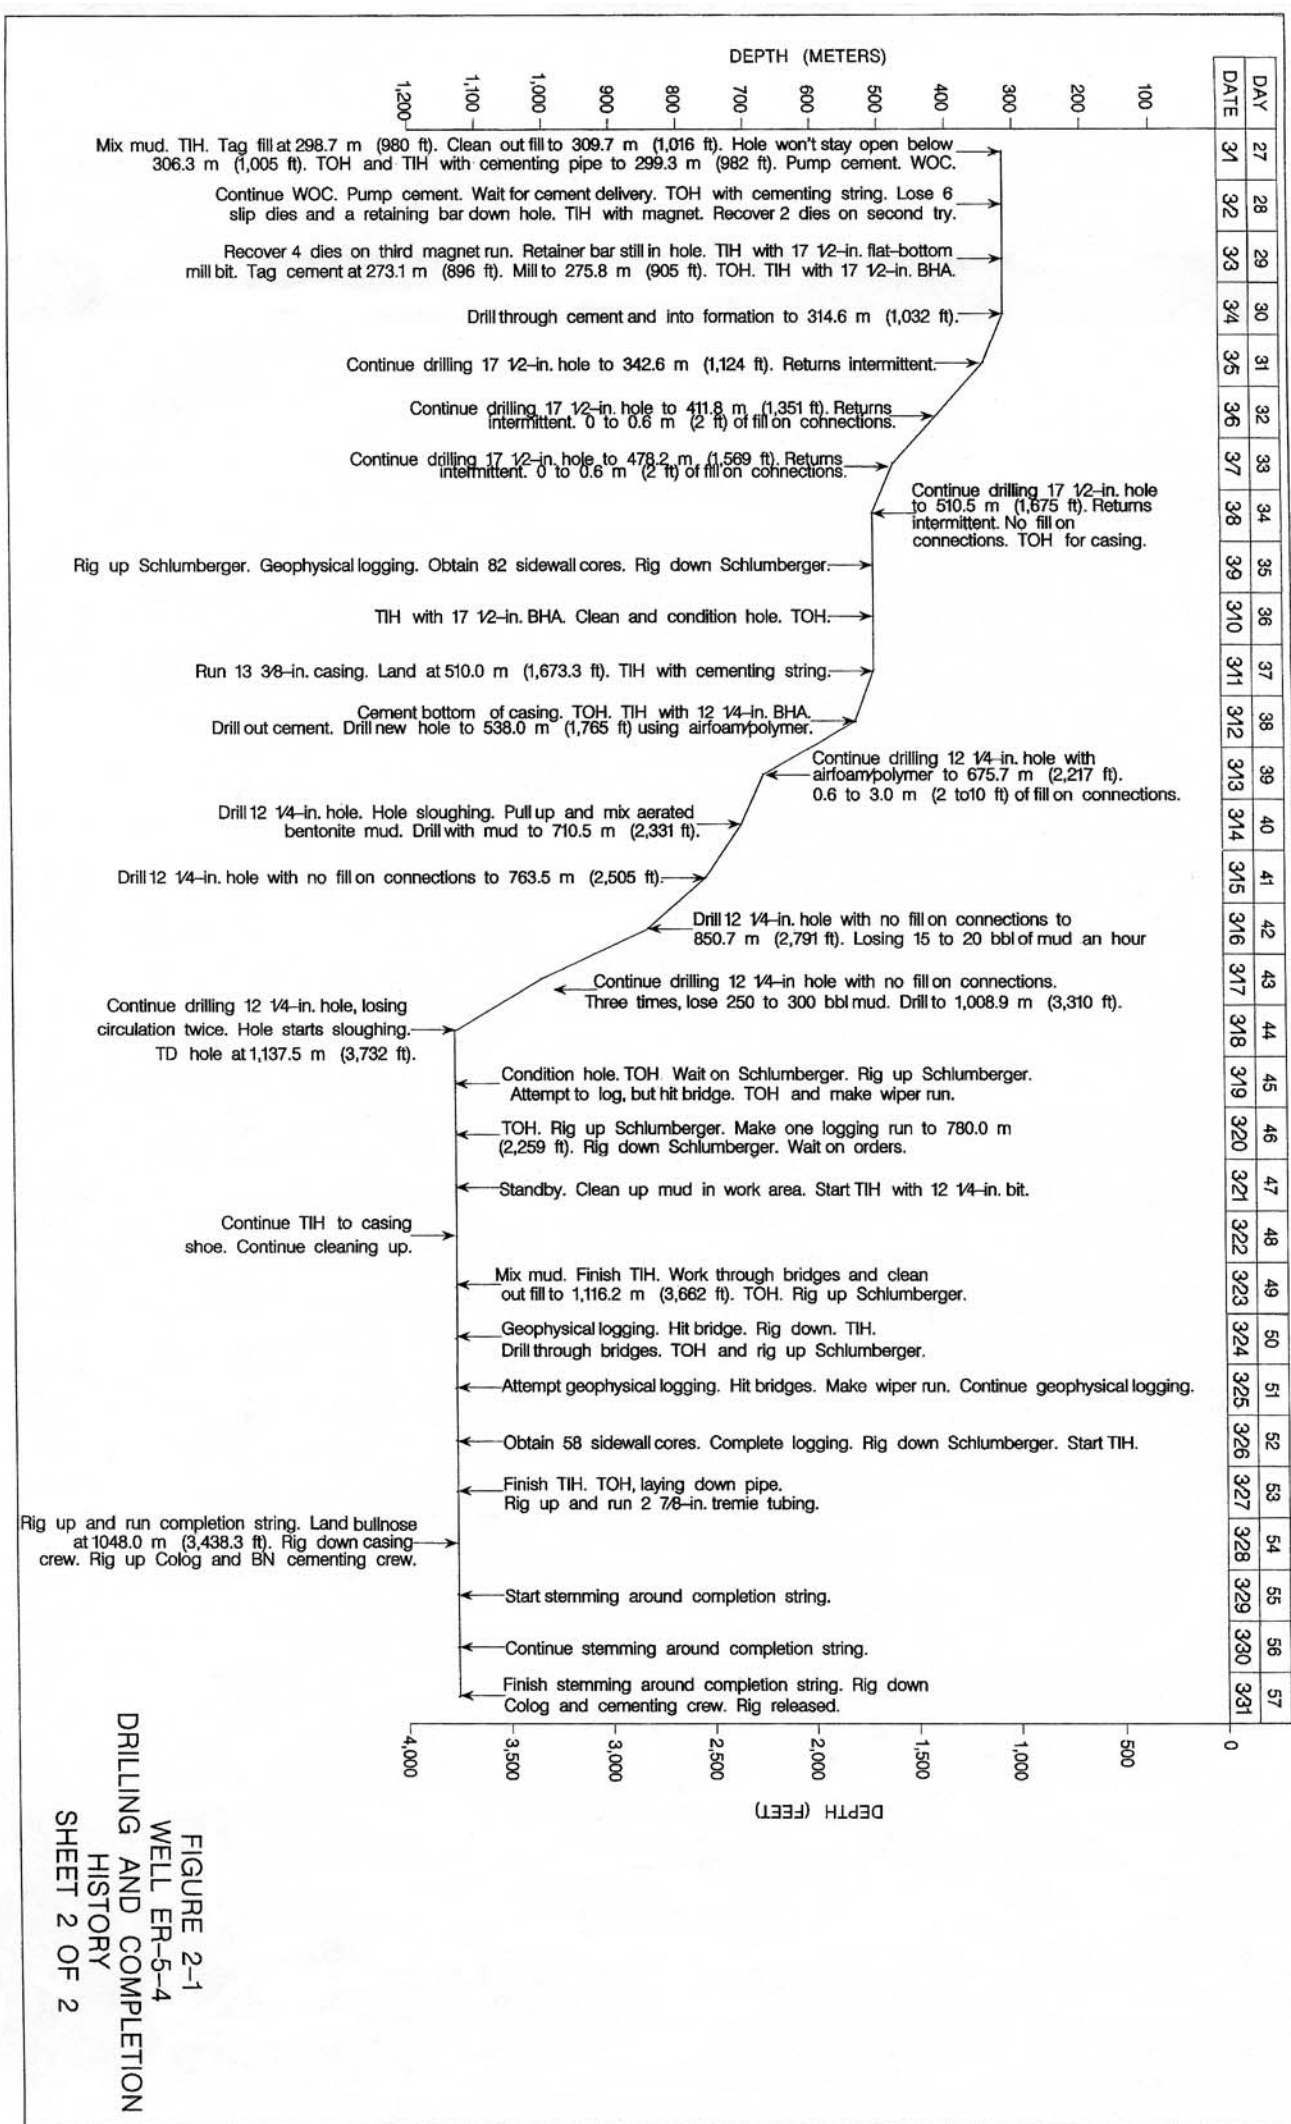 DEPTH (METERS)
1,200
1,100
1,000
900
800
700
600
500
400
300
200
100
DAY
DATE
27
3/1
Mix mud. TIH. Tag fill at 298.7 m (980 ft). Clean out fill to 309.7 m (1,016 ft). Hole won't stay open below
306.3 m (1,005 ft). TOH and TIH with cementing pipe to 299.3 m (982 ft). Pump cement. WOC.
28
3/2
Continue WOC. Pump cement. Wait for cement delivery. TOH with cementing string. Lose 6
slip dies and a retaining bar down hole. TIH with magnet. Recover 2 dies on second try.
29
3/3
Recover 4 dies on third magnet run. Retainer bar still in hole. TIH with 17 1/2-in. flat-bottom
mill bit. Tag cement at 273.1 m (896 ft). Mill to 275.8 m (905 ft). TOH. TIH with 17 1/2-in. BHA.
30
3/4
Drill through cement and into formation to 314.6 m (1,032 ft).
31
3/5
Continue drilling 17 1/2-in. hole to 342.6 m (1,124 ft). Returns intermittent.
32
3/6
Continue drilling 17 1/2-in. hole to 411.8 m (1,351 ft). Returns
intermittent. 0 to 0.6 m (2 ft) of fill on connections.
33
3/7
Continue drilling 17 1/2-in. hole to 478.2 m (1,569 ft). Returns
intermittent. 0 to 0.6 m (2 ft) of fill on connections.
34
3/8
Continue drilling 17 1/2-in. hole
to 510.5 m (1,675 ft). Returns
intermittent. No fill on
connections. TOH for casing.
35
3/9
Rig up Schlumberger. Geophysical logging. Obtain 82 sidewall cores. Rig down Schlumberger.
36
3/10
TIH with 17 1/2-in. BHA. Clean and condition hole. TOH.
37
3/11
Run 13 3/8-in. casing. Land at 510.0 m (1,673.3 ft). TIH with cementing string.
38
3/12
Cement bottom of casing. TOH. TIH with 12 1/4-in. BHA.
Drill out cement. Drill new hole to 538.0 m (1,765 ft) using airfoam/polymer.
39
3/13
Continue drilling 12 1/4-in. hole with
airfoam/polymer to 675.7 m (2,217 ft).
0.6 to 3.0 m (2 to10 ft) of fill on connections.
40
3/14
Drill 12 1/4-in. hole. Hole sloughing. Pull up and mix aerated
bentonite mud. Drill with mud to 710.5 m (2,331 ft).
41
3/15
Drill 12 1/4-in. hole with no fill on connections to 763.5 m (2,505 ft).
42
3/16
Drill 12 1/4-in. hole with no fill on connections to
850.7 m (2,791 ft). Losing 15 to 20 bbl of mud an hour
43
3/17
Continue drilling 12 1/4-in hole with no fill on connections.
Three times, lose 250 to 300 bbl mud. Drill to 1,008.9 m (3,310 ft).
44
3/18
Continue drilling 12 1/4-in. hole, losing
circulation twice. Hole starts sloughing.
TD hole at 1,137.5 m (3,732 ft).
45
3/19
Condition hole. TOH. Wait on Schlumberger. Rig up Schlumberger.
Attempt to log, but hit bridge. TOH and make wiper run.
46
3/20
TOH. Rig up Schlumberger. Make one logging run to 780.0 m
(2,259 ft). Rig down Schlumberger. Wait on orders.
47
3/21
Standby. Clean up mud in work area. Start TIH with 12 1/4-in. bit.
48
3/22
Continue TIH to casing
shoe. Continue cleaning up.
49
3/23
Mix mud. Finish TIH. Work through bridges and clean
out fill to 1,116.2 m (3,662 ft). TOH. Rig up Schlumberger.
50
3/24
Geophysical logging. Hit bridge. Rig down. TIH.
Drill through bridges. TOH and rig up Schlumberger.
51
3/25
Attempt geophysical logging. Hit bridges. Make wiper run. Continue geophysical logging.
52
3/26
Obtain 58 sidewall cores. Complete logging. Rig down Schlumberger. Start TIH.
53
3/27
Finish TIH. TOH, laying down pipe.
Rig up and run 2 7/8-in. tremie tubing.
54
3/28
Rig up and run completion string. Land bullnose
at 1048.0 m (3,438.3 ft). Rig down casing
crew. Rig up Colog and BN cementing crew.
55
3/29
Start stemming around completion string.
56
3/30
Continue stemming around completion string.
57
3/31
Finish stemming around completion string. Rig down
Colog and cementing crew. Rig released.
4,000
3,500
3,000
2,500
2,000
1,500
1,000
500
0
DEPTH (FEET)
FIGURE 2-1
WELL ER-5-4
DRILLING AND COMPLETION
HISTORY
SHEET 2 OF 2